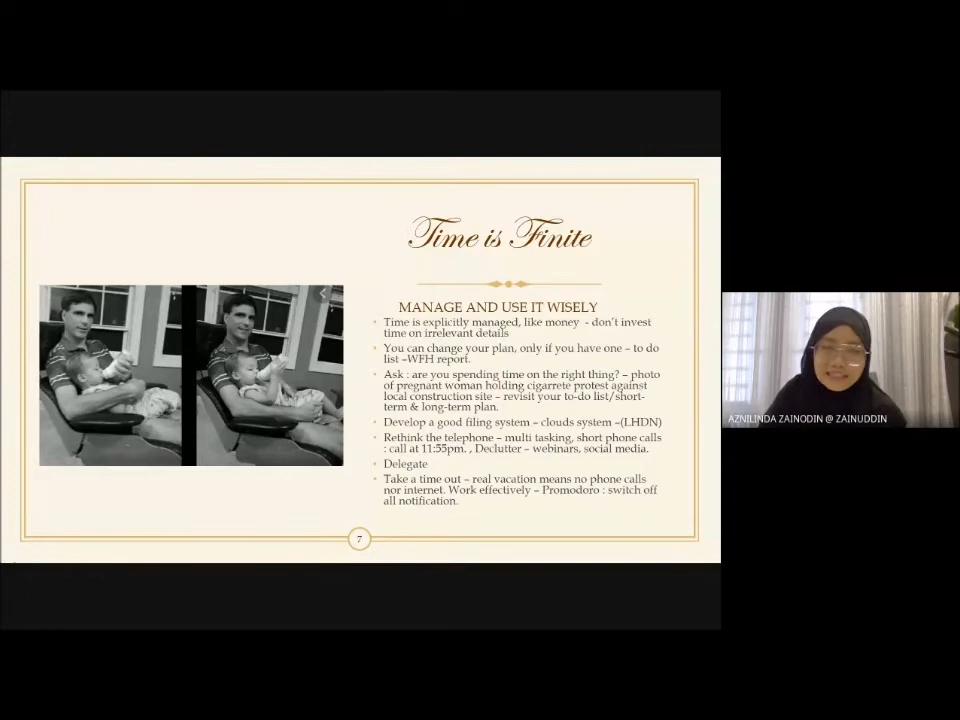 Time is Finite
MANAGE AND USE IT WISELY
• Time is explicitly managed, like money - don't invest
time on irrelevant details
• You can change your plan, only if you have one – to do
list –WFH report.
• Ask : are you spending time on the right thing? – photo
of pregnant woman holding cigarrete protest against
local construction site – revisit your to-do list/short-
term & long-term plan.
• Develop a good filing system – clouds system –(LHDN)
• Rethink the telephone – multi tasking, short phone calls
: call at 11:55pm. , Declutter – webinars, social media.
• Delegate
• Take a time out – real vacation means no phone calls
nor internet. Work effectively – Promodoro : switch off
all notification.
7
AZNILINDA ZAINODIN @ ZAINUDDIN